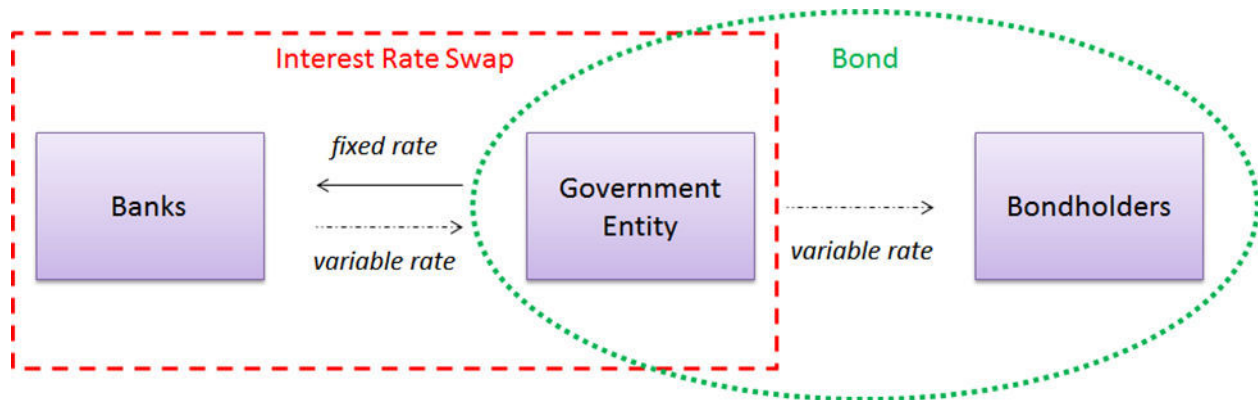 Interest Rate Swap
Bond
Banks
fixed rate
variable rate
Government
Entity
variable rate
Bondholders